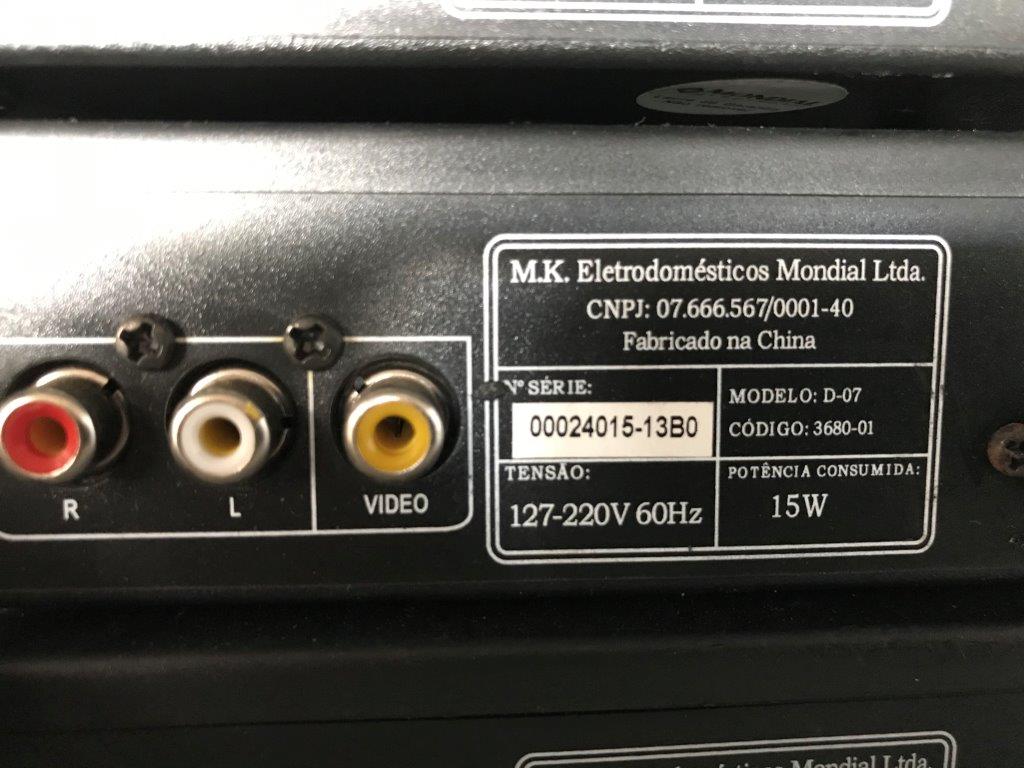 MONDIAL
M.K. Eletrodomésticos Mondial Ltda.
CNPJ: 07.666.567/0001-40
Fabricado na China
Nº SÉRIE:
00024015-13B0
MODELO: D-07
CÓDIGO: 3680-01
TENSÃO:
127-220V 60Hz
POTÊNCIA CONSUMIDA:
15W
R
L
VIDEO
Mondial Ltda.